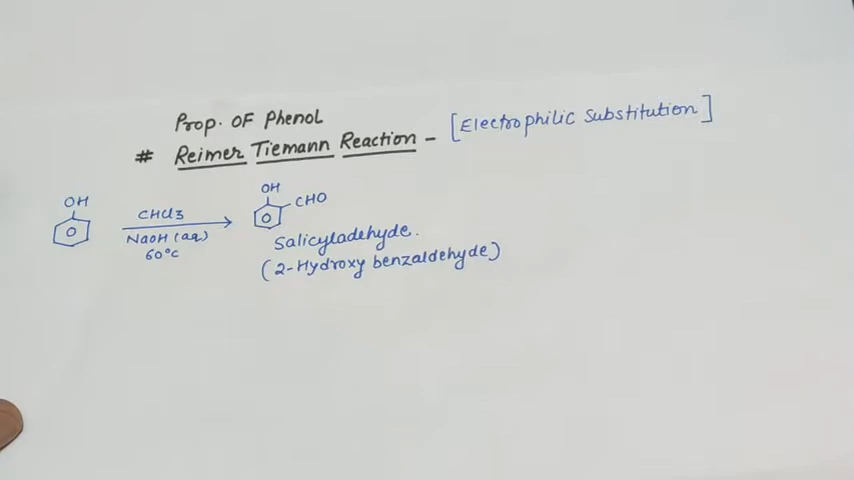 Prop. OF Phenol
# Reimer Tiemann Reaction - [Electrophilic Substitution]
OH
CHCl3
NaOH (aq)
60°C
OH
CHO
Salicyladehyde.
(2-Hydroxy benzaldehyde)